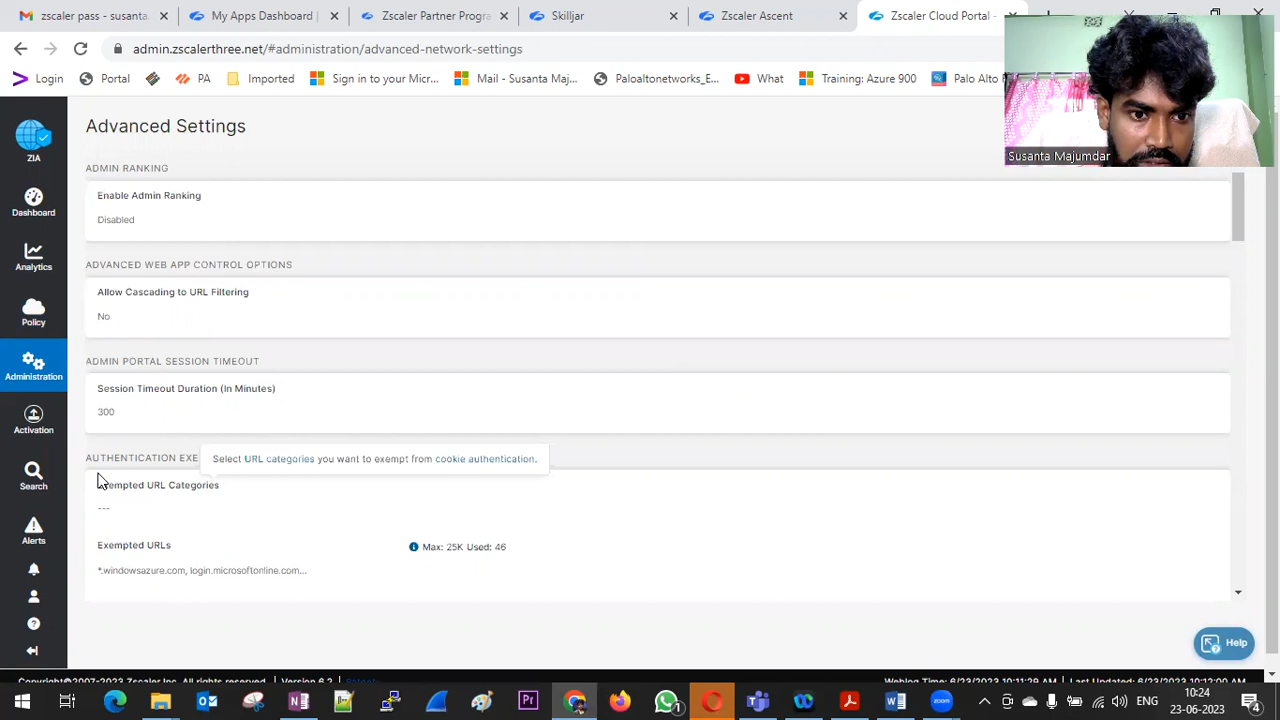 zscaler pass - susanta
My Apps Dashboard |
Zscaler Partner Progra
Skilljar
Zscaler Ascent
Zscaler Cloud Portal -
admin.zscalerthree.net/#administration/advanced-network-settings
Login
Portal
PA
Imported
Sign in to your Micr...
Mail - Susanta Maj...
Paloaltonetworks_E...
What
Training: Azure 900
Palo Alto
Susanta Majumdar
ZIA
Dashboard
Analytics
Policy
Administration
Activation
Search
Alerts
Advanced Settings
ADMIN RANKING
Enable Admin Ranking
Disabled
ADVANCED WEB APP CONTROL OPTIONS
Allow Cascading to URL Filtering
No
ADMIN PORTAL SESSION TIMEOUT
Session Timeout Duration (In Minutes)
300
AUTHENTICATION EXE
Select URL categories you want to exempt from cookie authentication.
empted URL Categories
---
Exempted URLs
Max: 25K Used: 46
*.windowsazure.com, login.microsoftonline.com...
Help
Copyright©2007-2023 Zscaler Inc. All rights reserved. | Version 6.2 | Patents
Weblog Time: 6/23/2023 10:11:29 AM | Last Updated: 6/23/2023 10:12:00 AM
ENG
10:24
23-06-2023
1
4